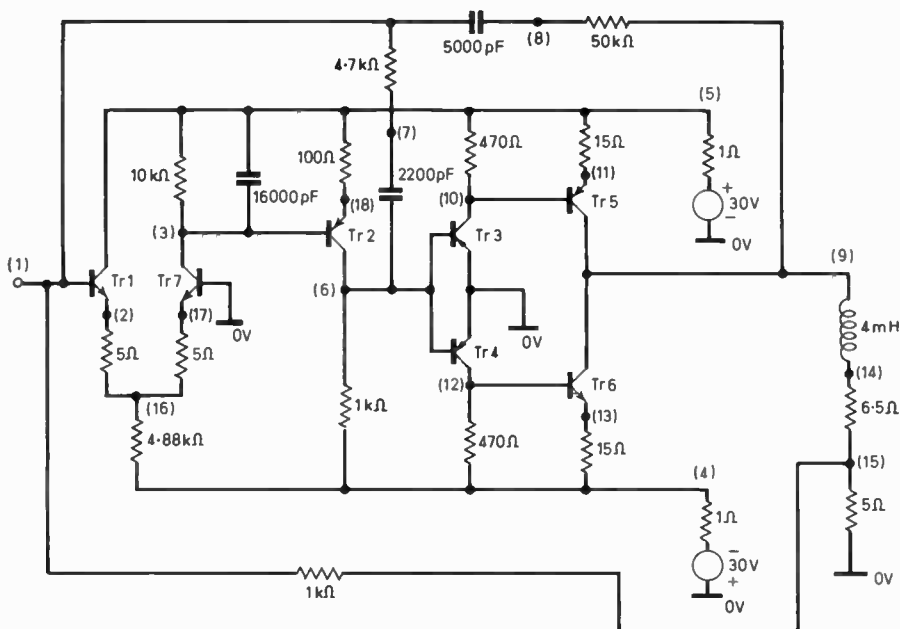 5000pF
(8)
50kΩ
4·7kΩ
(5)
(7)
470Ω
15Ω
1Ω
10kΩ
100Ω
2200pF
(11)
16000pF
(18)
(10)
Tr5
+
30V
-
(3)
Tr2
Tr3
0V
(1)
(9)
Tr1
Tr7
(6)
(2)
(17)
0V
0V
4mH
5Ω
5Ω
Tr4
(14)
(16)
(12)
Tr6
6·5Ω
4·88kΩ
1kΩ
(13)
470Ω
15Ω
(15)
(4)
1Ω
5Ω
-
30V
+
0V
0V
1kΩ